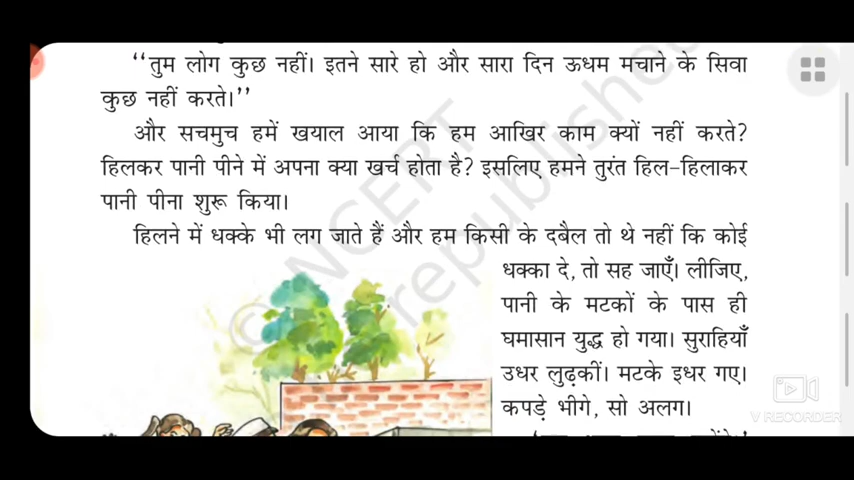 ‘‘तुम लोग कुछ नहीं। इतने सारे हो और सारा दिन ऊधम मचाने के सिवा
कुछ नहीं करते।’’
और सचमुच हमें खयाल आया कि हम आखिर काम क्यों नहीं करते?
हिलकर पानी पीने में अपना क्या खर्च होता है? इसलिए हमने तुरंत हिल-हिलाकर
पानी पीना शुरू किया।
हिलने में धक्के भी लग जाते हैं और हम किसी के दबैल तो थे नहीं कि कोई
धक्का दे, तो सह जाएँ। लीजिए,
पानी के मटकों के पास ही
घमासान युद्ध हो गया। सुराहियाँ
उधर लुढ़कीं। मटके इधर गए।
कपड़े भीगे, सो अलग।
© NCERT
republished
V RECORDER